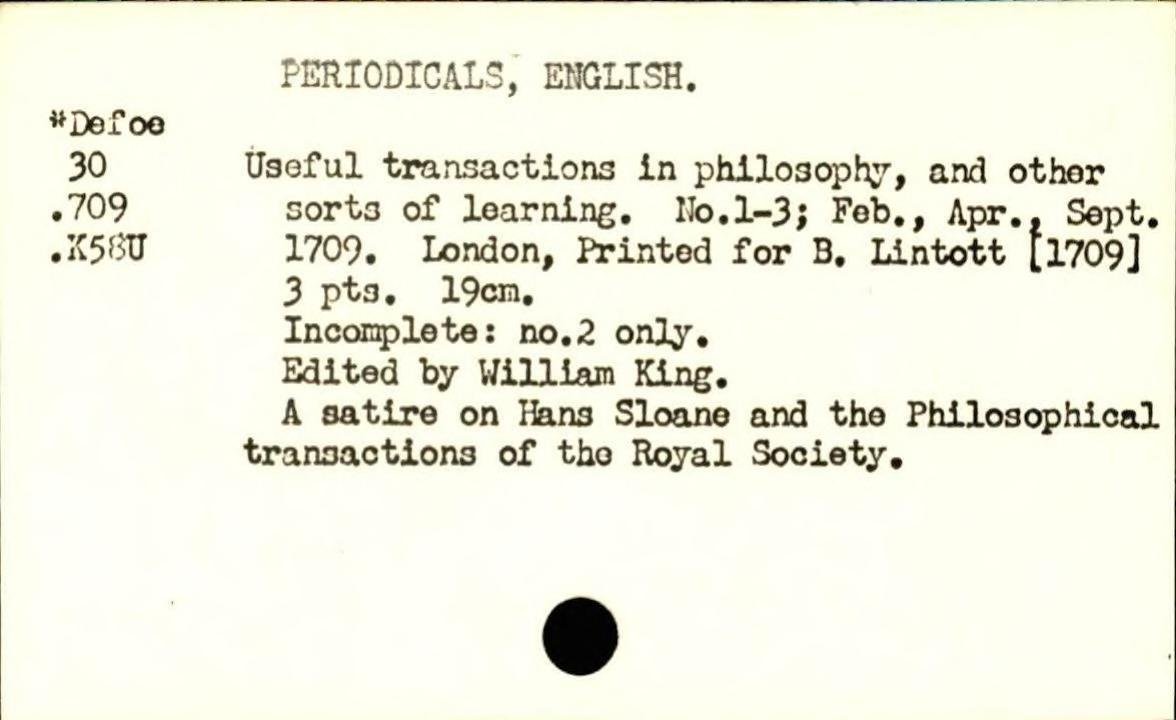 PERIODICALS, ENGLISH.
*Defoe
30
.709
.K58U
Useful transactions in philosophy, and other
sorts of learning. No.1-3; Feb., Apr., Sept.
1709. London, Printed for B. Lintott [1709]
3 pts. 19cm.
Incomplete: no.2 only.
Edited by William King.
A satire on Hans Sloane and the Philosophical
transactions of the Royal Society.